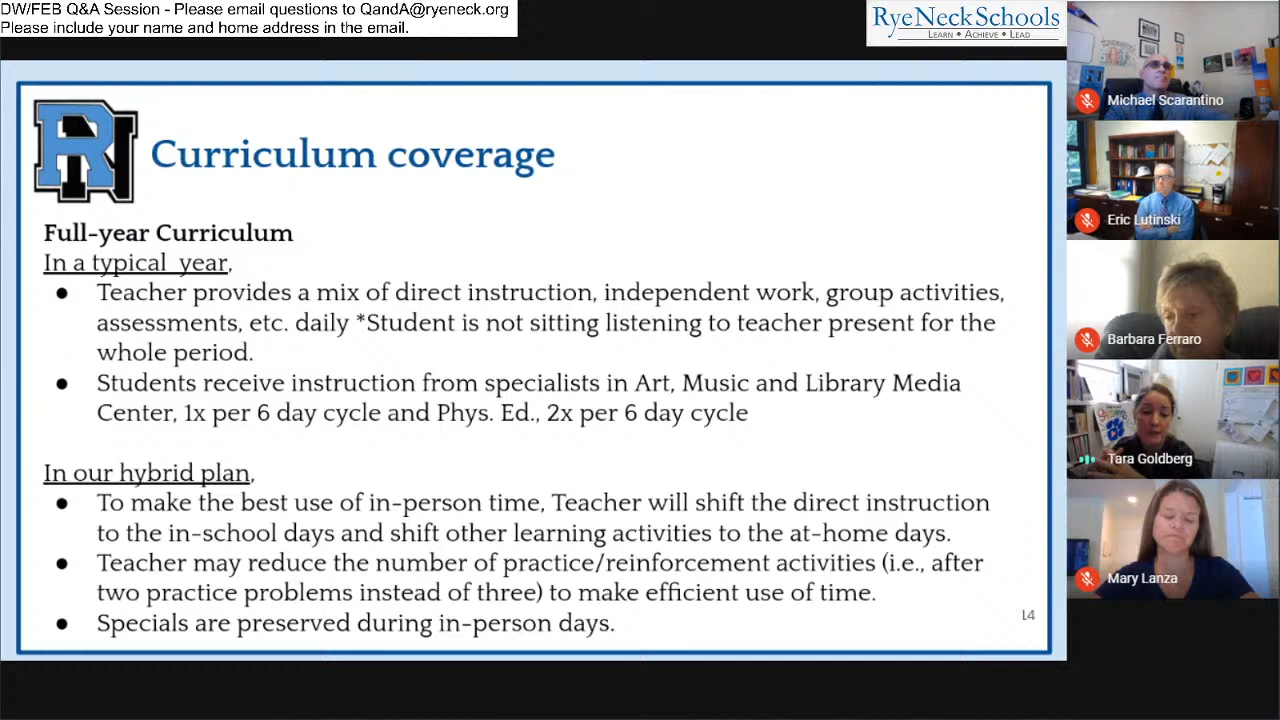 DW/FEB Q&A Session - Please email questions to QandA@ryeneck.org
Please include your name and home address in the email.
RyeNeckSchools
LEARN • ACHIEVE • LEAD
RN
Curriculum coverage
Full-year Curriculum
In a typical  year,
● Teacher provides a mix of direct instruction, independent work, group activities,
assessments, etc. daily *Student is not sitting listening to teacher present for the
whole period.
● Students receive instruction from specialists in Art, Music and Library Media
Center, 1x per 6 day cycle and Phys. Ed., 2x per 6 day cycle
In our hybrid plan,
● To make the best use of in-person time, Teacher will shift the direct instruction
to the in-school days and shift other learning activities to the at-home days.
● Teacher may reduce the number of practice/reinforcement activities (i.e., after
two practice problems instead of three) to make efficient use of time.
● Specials are preserved during in-person days.
14
Michael Scarantino
Eric Lutinski
Barbara Ferraro
Tara Goldberg
Mary Lanza